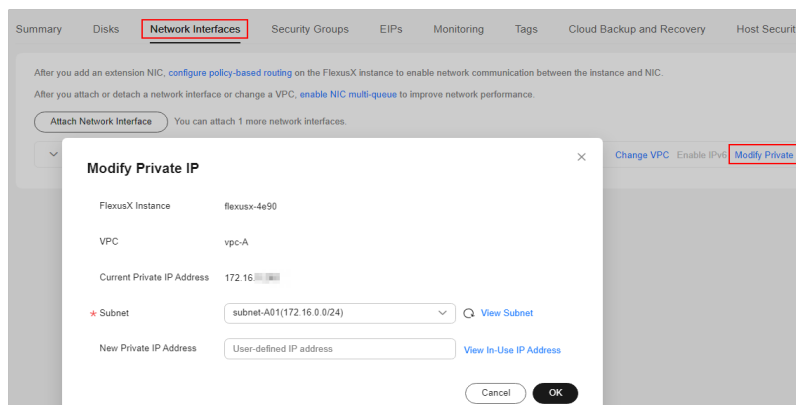 Summary Disks Network Interfaces Security Groups EIPs Monitoring Tags Cloud Backup and Recovery Host Securit
After you add an extension NIC, configure policy-based routing on the FlexusX instance to enable network communication between the instance and NIC.
After you attach or detach a network interface or change a VPC, enable NIC multi-queue to improve network performance.
Attach Network Interface You can attach 1 more network interfaces.
Change VPC Enable IPv6 Modify Private
Modify Private IP
FlexusX Instance flexusx-4e90
VPC vpc-A
Current Private IP Address 172.16.
* Subnet subnet-A01(172.16.0.0/24) View Subnet
New Private IP Address User-defined IP address View In-Use IP Address
Cancel OK